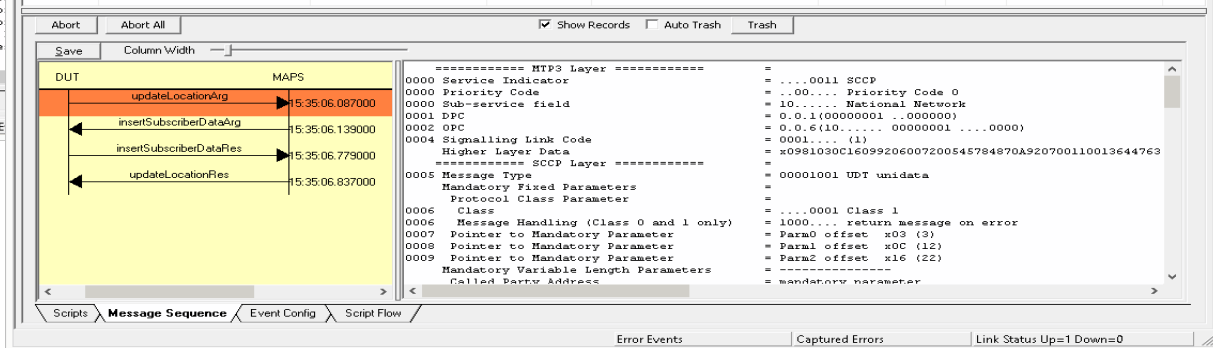 Abort Abort All Show Records Auto Trash Trash
Save Column Width
DUT MAPS
updateLocationArg 15:35:06.087000
insertSubscriberDataArg 15:35:06.139000
insertSubscriberDataRes 15:35:06.779000
updateLocationRes 15:35:06.837000
============ MTP3 Layer ============ =
0000 Service Indicator = ....0011 SCCP
0000 Priority Code = ..00.... Priority Code 0
0000 Sub-service field = 10...... National Network
0001 DPC = 0.0.1(00000001 ..000000)
0002 OPC = 0.0.6(10...... 00000001 ....0000)
0004 Signalling Link Code = 0001.... (1)
Higher Layer Data = x0981030C1609920600720054578487​0A920700110013644763
============ SCCP Layer ============ =
0005 Message Type = 00001001 UDT unidata
Mandatory Fixed Parameters =
Protocol Class Parameter =
0006 Class = ....0001 Class 1
0006 Message Handling (Class 0 and 1 only) = 1000.... return message on error
0007 Pointer to Mandatory Parameter = Parm0 offset x03 (3)
0008 Pointer to Mandatory Parameter = Parm1 offset x0C (12)
0009 Pointer to Mandatory Parameter = Parm2 offset x16 (22)
Mandatory Variable Length Parameters = ---------------
Called Party Address = mandatory parameter
Scripts Message Sequence Event Config Script Flow
Error Events Captured Errors Link Status Up=1 Down=0